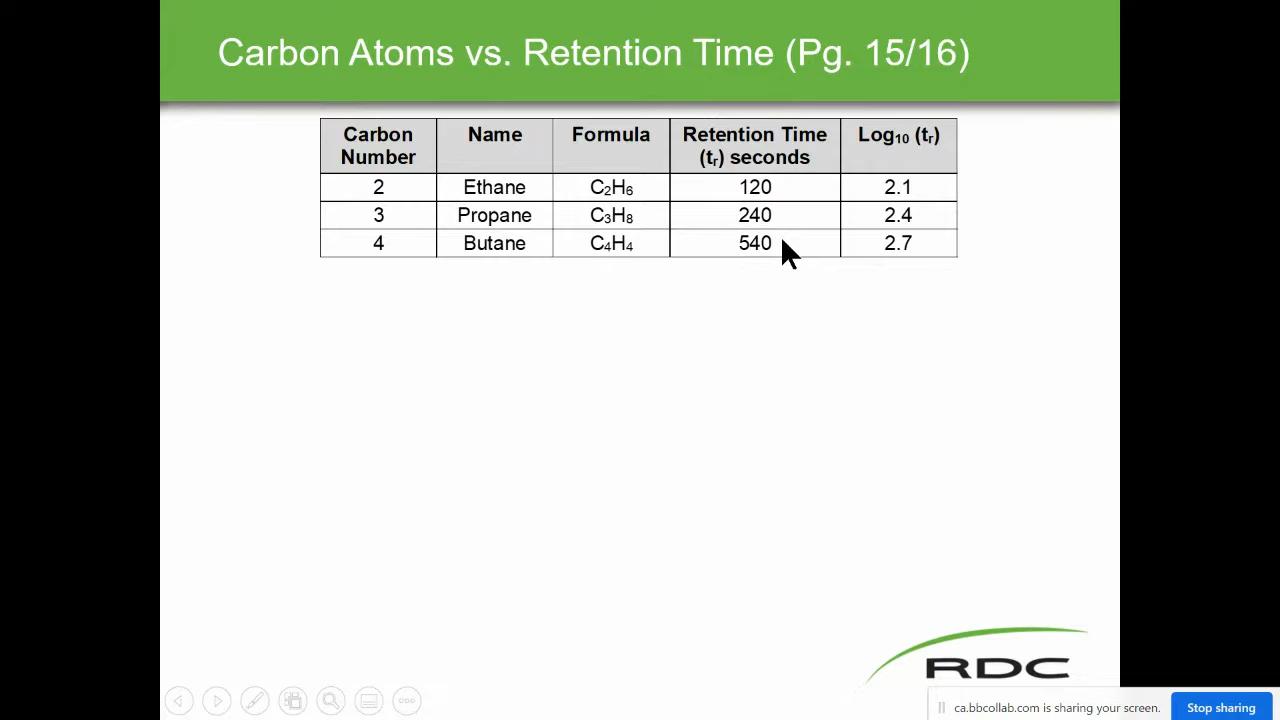 Carbon Atoms vs. Retention Time (Pg. 15/16)
Carbon Number Name Formula Retention Time (tr) seconds Log10 (tr)
2 Ethane C2H6 120 2.1
3 Propane C3H8 240 2.4
4 Butane C4H4 540 2.7
RDC
ca.bbcollab.com is sharing your screen. Stop sharing